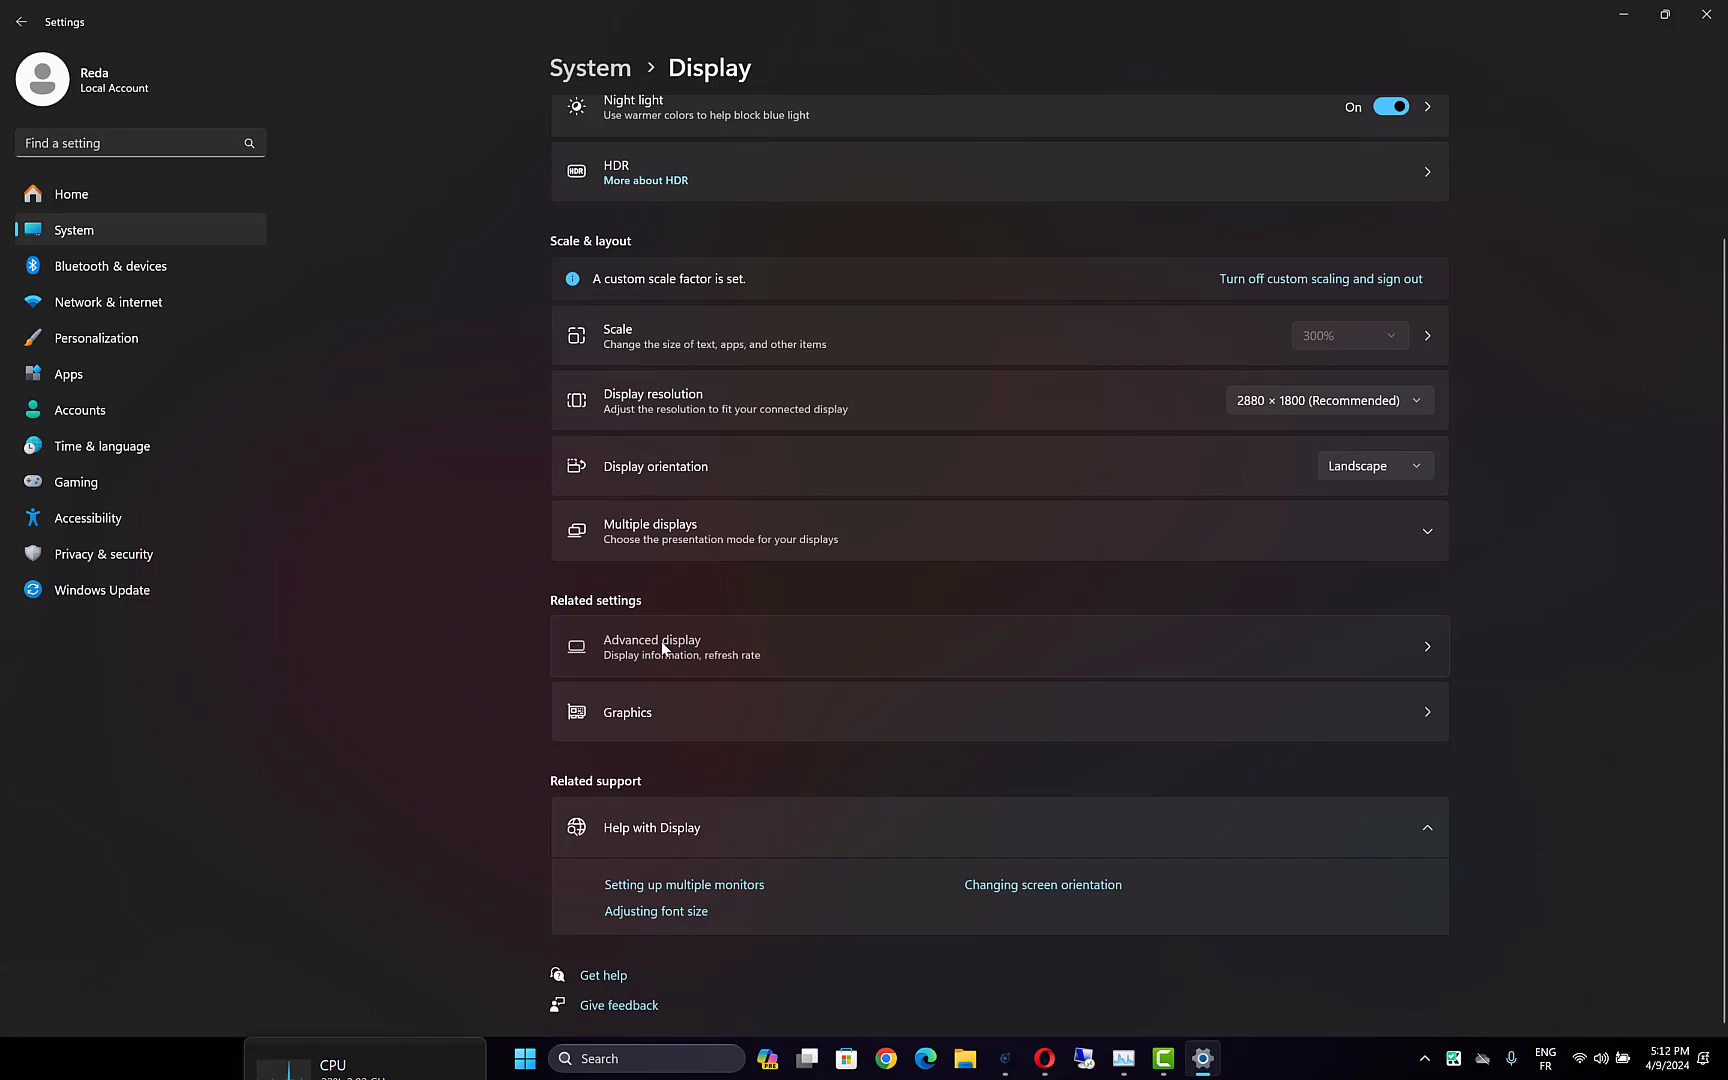 Settings
Reda
Local Account
Find a setting
Home
System
Bluetooth & devices
Network & internet
Personalization
Apps
Accounts
Time & language
Gaming
Accessibility
Privacy & security
Windows Update
System > Display
Night light
Use warmer colors to help block blue light
On
HDR
HDR
More about HDR
Scale & layout
A custom scale factor is set.
Turn off custom scaling and sign out
Scale
Change the size of text, apps, and other items
300%
Display resolution
Adjust the resolution to fit your connected display
2880 × 1800 (Recommended)
Display orientation
Landscape
Multiple displays
Choose the presentation mode for your displays
Related settings
Advanced display
Display information, refresh rate
Graphics
Related support
Help with Display
Setting up multiple monitors
Changing screen orientation
Adjusting font size
Get help
Give feedback
CPU
Search
PRE
ENG
FR
5:12 PM
4/9/2024